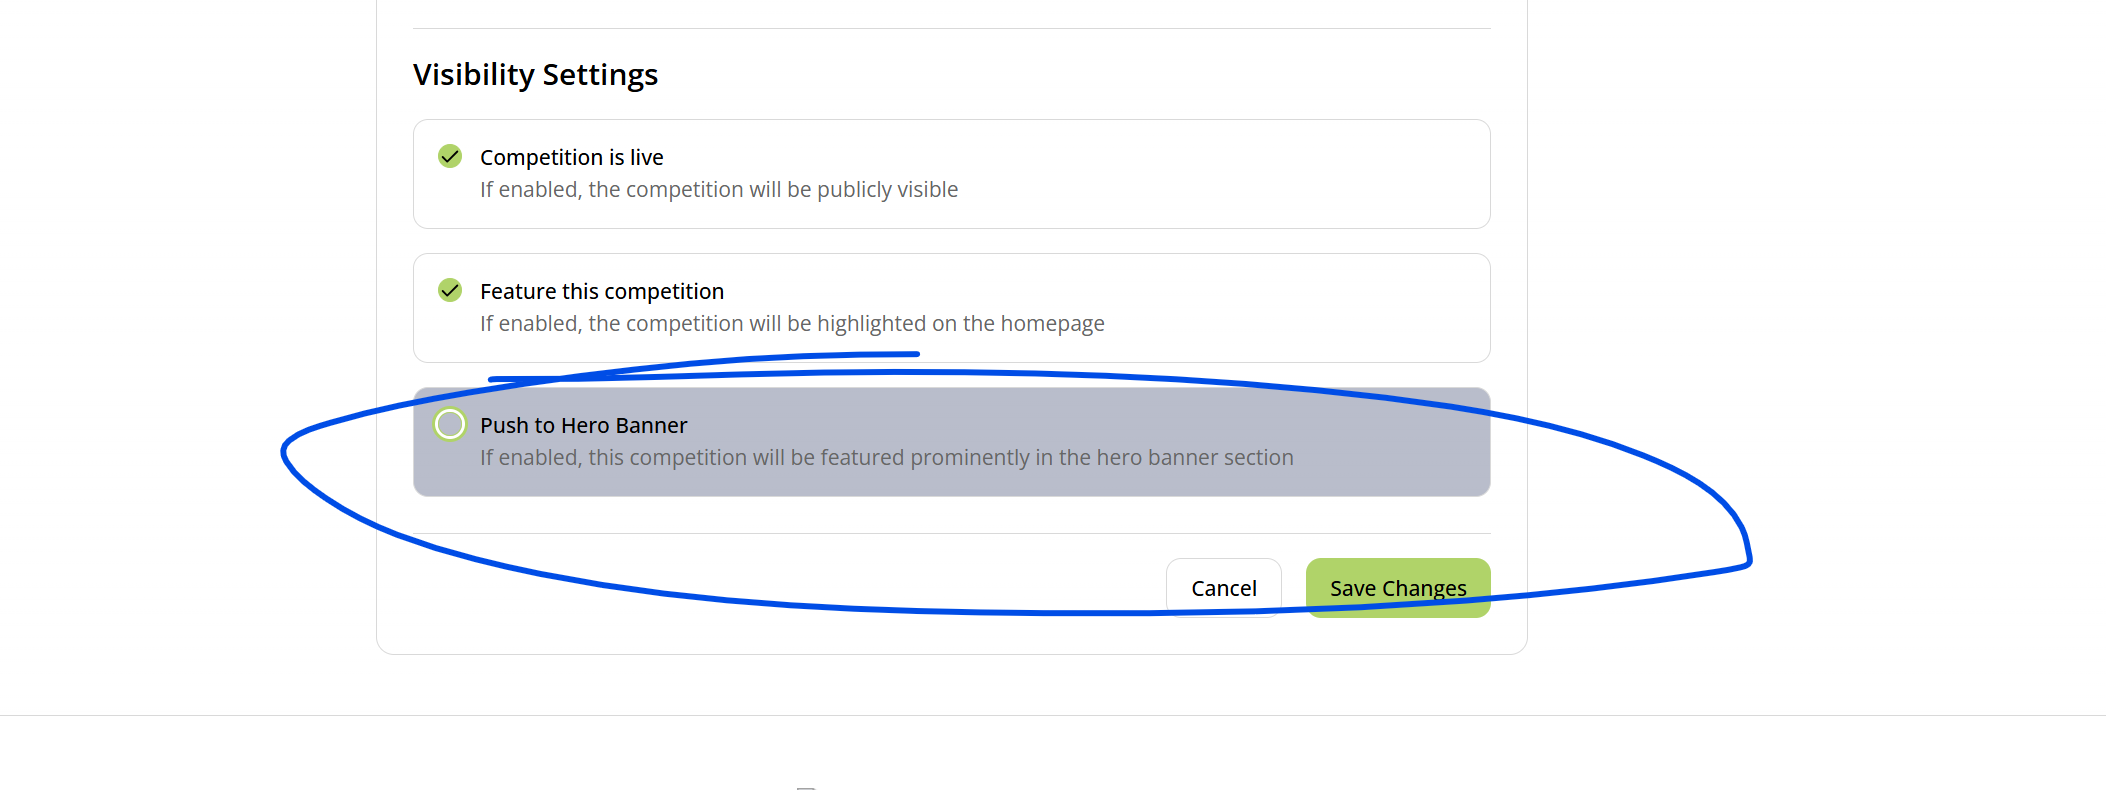 Visibility Settings
Competition is live
If enabled, the competition will be publicly visible
Feature this competition
If enabled, the competition will be highlighted on the homepage
Push to Hero Banner
If enabled, this competition will be featured prominently in the hero banner section
Cancel
Save Changes